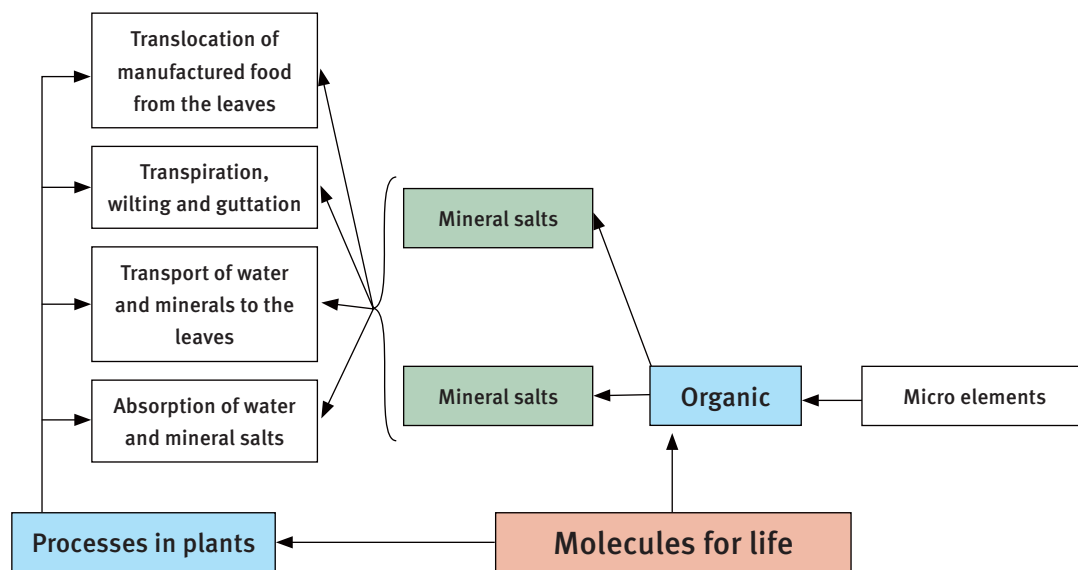 Translocation of
manufactured food
from the leaves
Transpiration,
wilting and guttation
Mineral salts
Transport of water
and minerals to the
leaves
Mineral salts
Organic
Micro elements
Absorption of water
and mineral salts
Processes in plants
Molecules for life